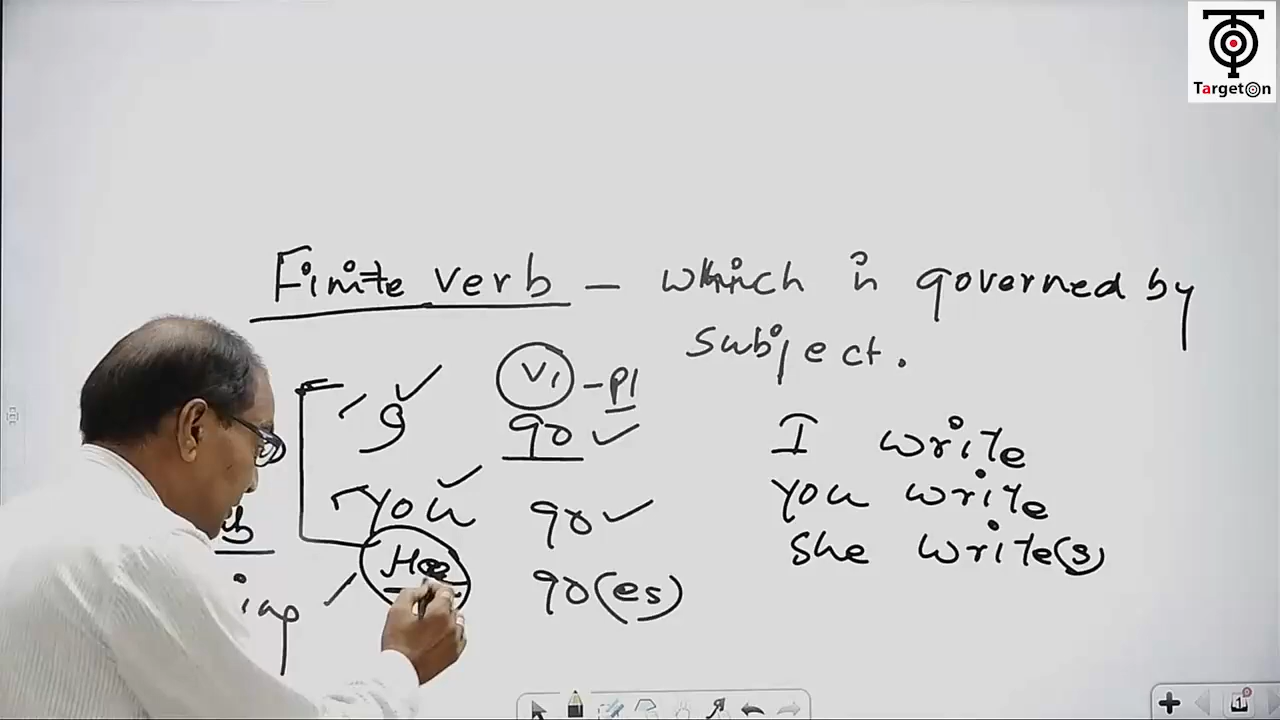 TargetOn
Finite verb - which is governed by
subject.
V1 - Pl
I go
You go
He go(es)
I write
You write
She write(s)